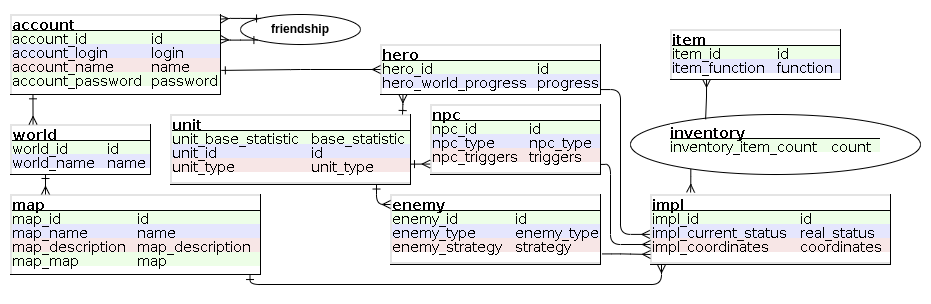 account
account_id id
account_login login
account_name name
account_password password
friendship
hero
hero_id id
hero_world_progress progress
item
item_id id
item_function function
world
world_id id
world_name name
unit
unit_base_statistic base_statistic
unit_id id
unit_type unit_type
npc
npc_id id
npc_type npc_type
npc_triggers triggers
inventory
inventory_item_count count
map
map_id id
map_name name
map_description map_description
map_map map
enemy
enemy_id id
enemy_type enemy_type
enemy_strategy strategy
impl
impl_id id
impl_current_status real_status
impl_coordinates coordinates